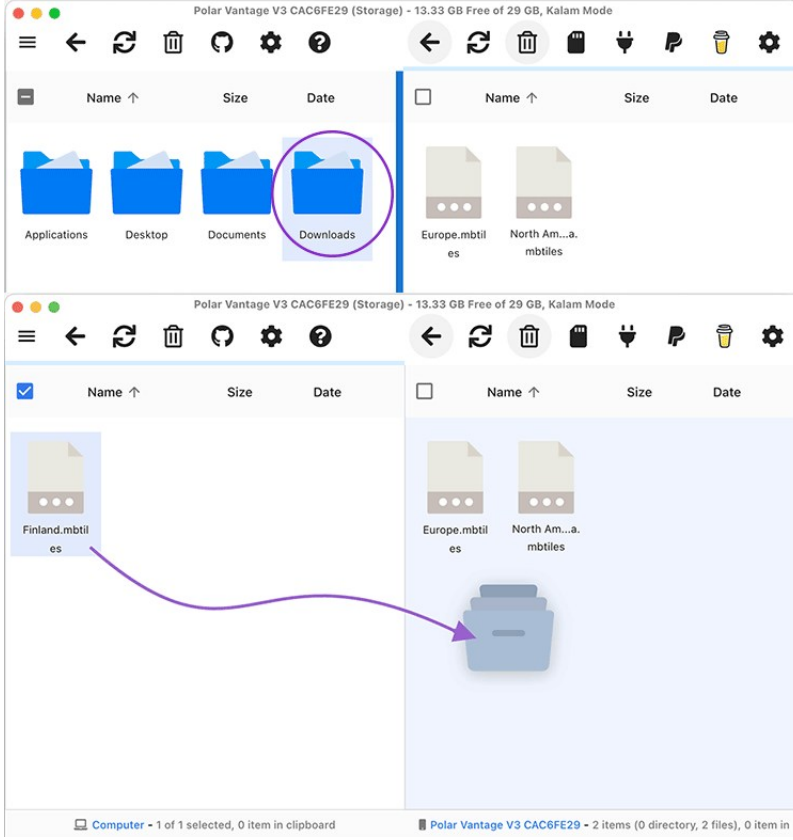 Polar Vantage V3 CAC6FE29 (Storage) - 13.33 GB Free of 29 GB, Kalam Mode
Name ↑ Size Date
Name ↑ Size Date
Applications
Desktop
Documents
Downloads
Europe.mbtil
es
North Am...a.
mbtiles
Polar Vantage V3 CAC6FE29 (Storage) - 13.33 GB Free of 29 GB, Kalam Mode
Name ↑ Size Date
Name ↑ Size Date
Finland.mbtil
es
Europe.mbtil
es
North Am...a.
mbtiles
Computer - 1 of 1 selected, 0 item in clipboard
Polar Vantage V3 CAC6FE29 - 2 items (0 directory, 2 files), 0 item in